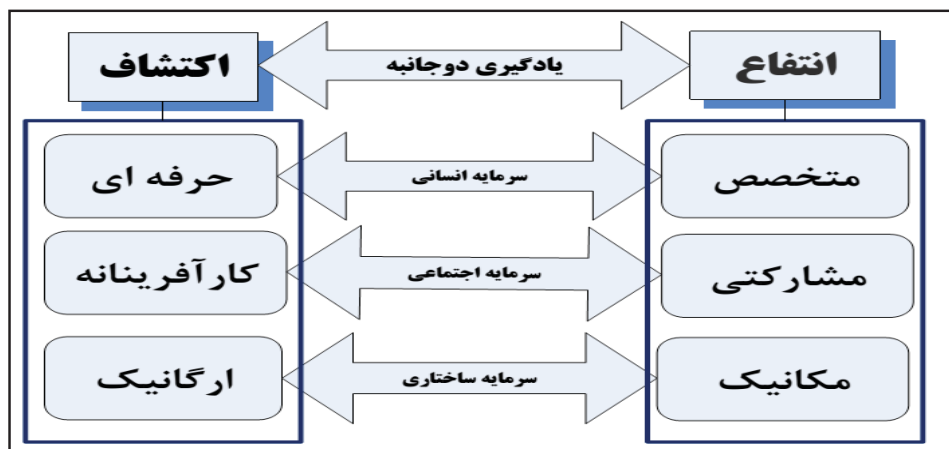 انتفاع
یادگیری دوجانبه
اکتشاف
متخصص
سرمایه انسانی
حرفه ای
مشارکتی
سرمایه اجتماعی
کارآفرینانه
مکانیک
سرمایه ساختاری
ارگانیک